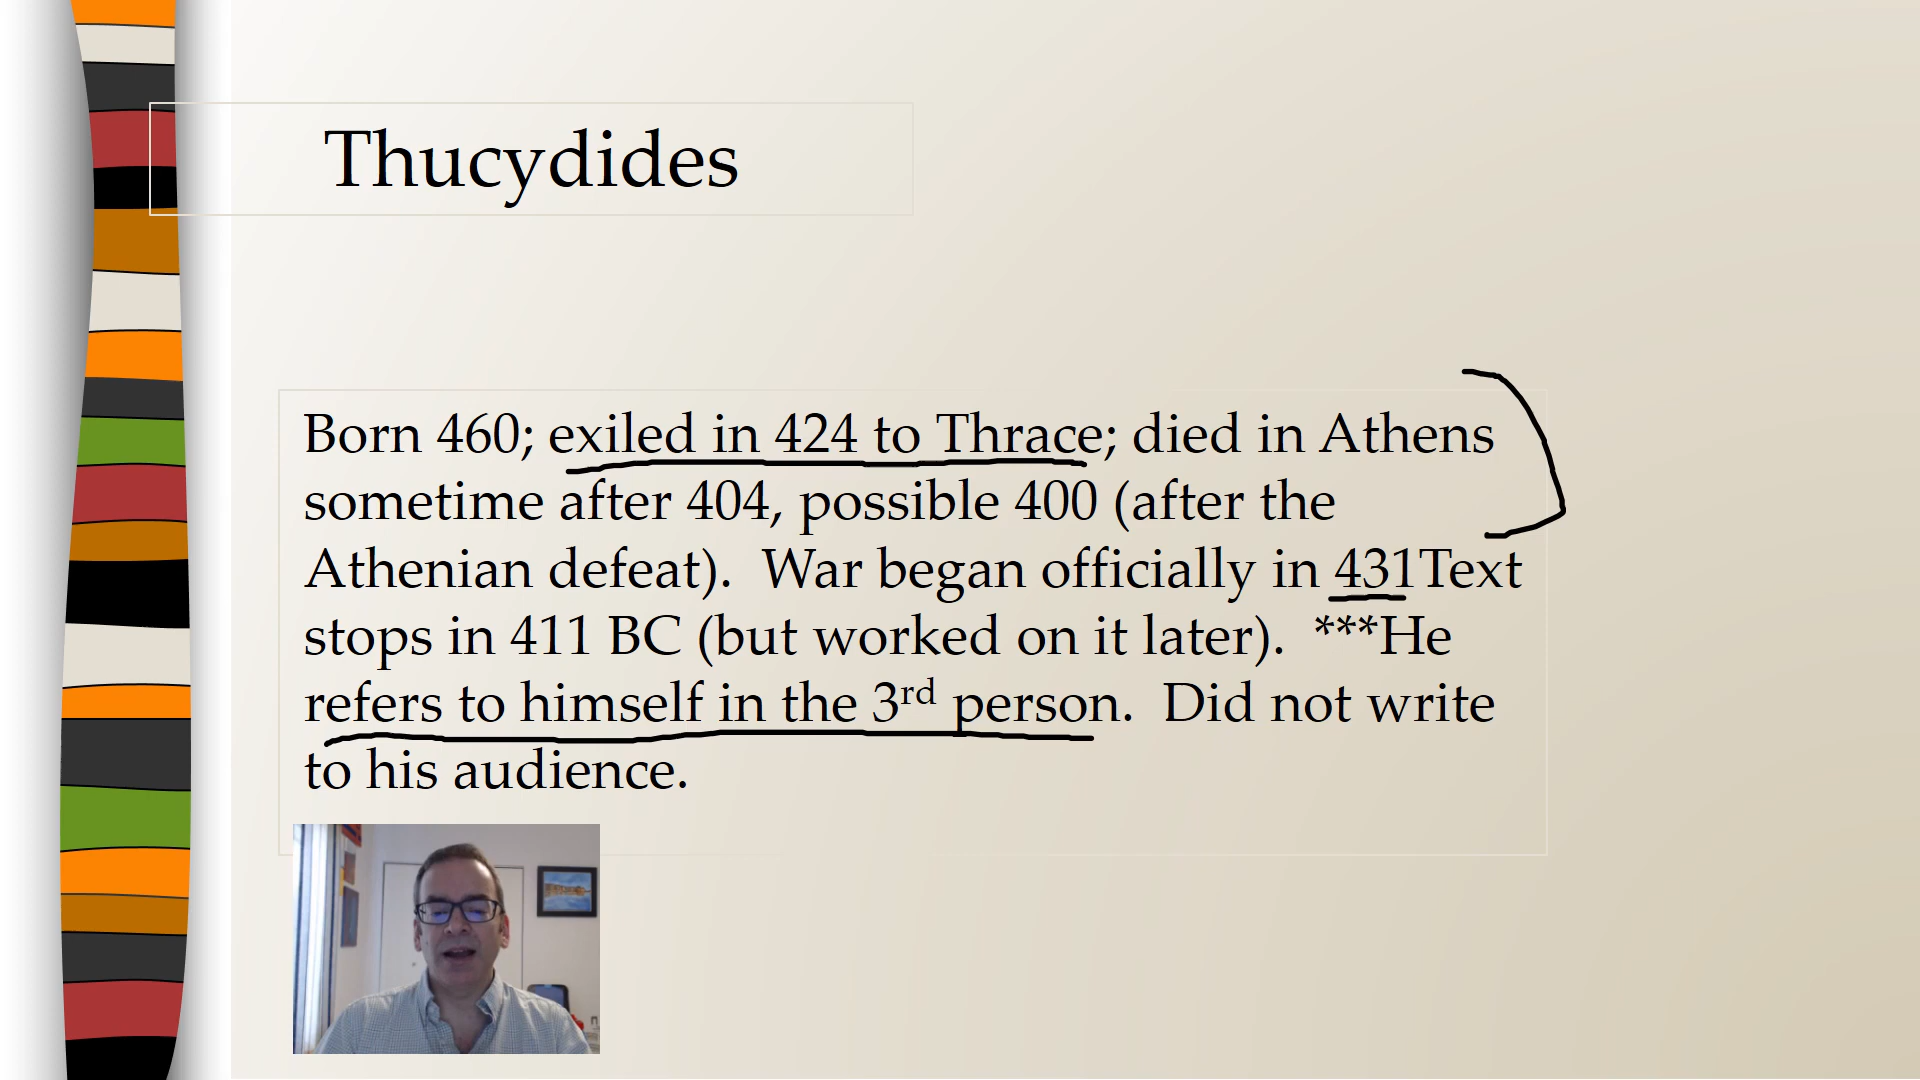 Thucydides
Born 460; exiled in 424 to Thrace; died in Athens
sometime after 404, possible 400 (after the
Athenian defeat).  War began officially in 431Text
stops in 411 BC (but worked on it later).  ***He
refers to himself in the 3rd person.  Did not write
to his audience.